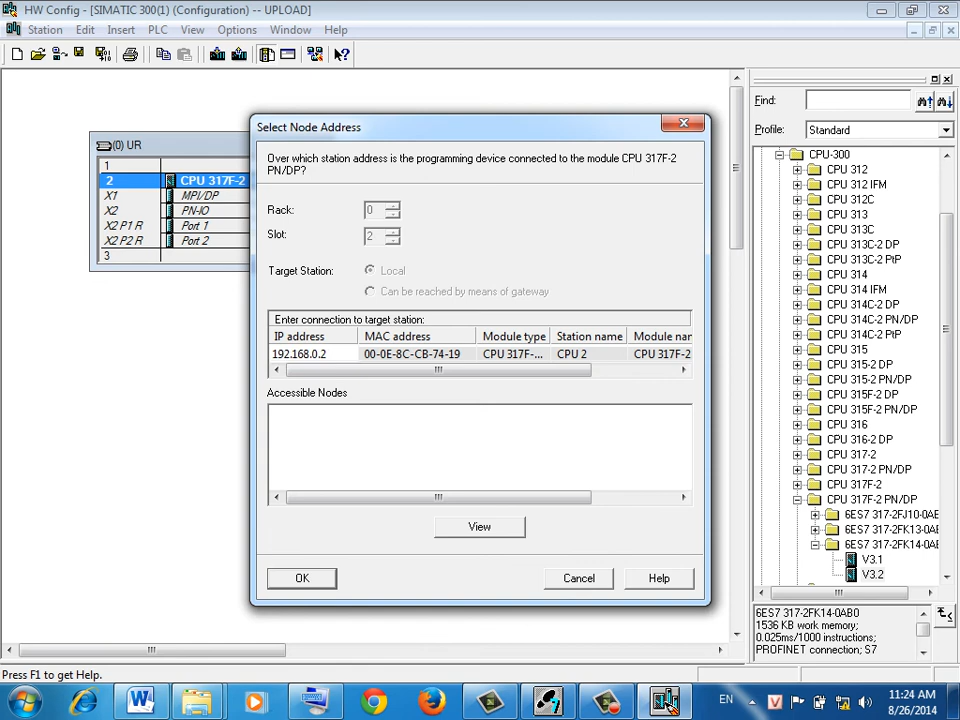 HW Config - [SIMATIC 300(1) (Configuration) -- UPLOAD]
Station Edit Insert PLC View Options Window Help
(0) UR
1
2 CPU 317F-2
X1 MPI/DP
X2 PN-IO
X2 P1 R Port 1
X2 P2 R Port 2
3
Select Node Address
Over which station address is the programming device connected to the module CPU 317F-2
PN/DP?
Rack: 0
Slot: 2
Target Station: Local
Can be reached by means of gateway
Enter connection to target station:
IP address MAC address Module type Station name Module nam
192.168.0.2 00-0E-8C-CB-74-19 CPU 317F-... CPU 2 CPU 317F-2
Accessible Nodes
View
OK Cancel Help
Find:
Profile: Standard
CPU-300
CPU 312
CPU 312 IFM
CPU 312C
CPU 313
CPU 313C
CPU 313C-2 DP
CPU 313C-2 PtP
CPU 314
CPU 314 IFM
CPU 314C-2 DP
CPU 314C-2 PN/DP
CPU 314C-2 PtP
CPU 315
CPU 315-2 DP
CPU 315-2 PN/DP
CPU 315F-2 DP
CPU 315F-2 PN/DP
CPU 316
CPU 316-2 DP
CPU 317-2
CPU 317-2 PN/DP
CPU 317F-2
CPU 317F-2 PN/DP
6ES7 317-2FJ10-0AB
6ES7 317-2FK13-0AB
6ES7 317-2FK14-0AB
V3.1
V3.2
6ES7 317-2FK14-0AB0
1536 KB work memory;
0.025ms/1000 instructions;
PROFINET connection; S7
Press F1 to get Help.
EN
11:24 AM
8/26/2014